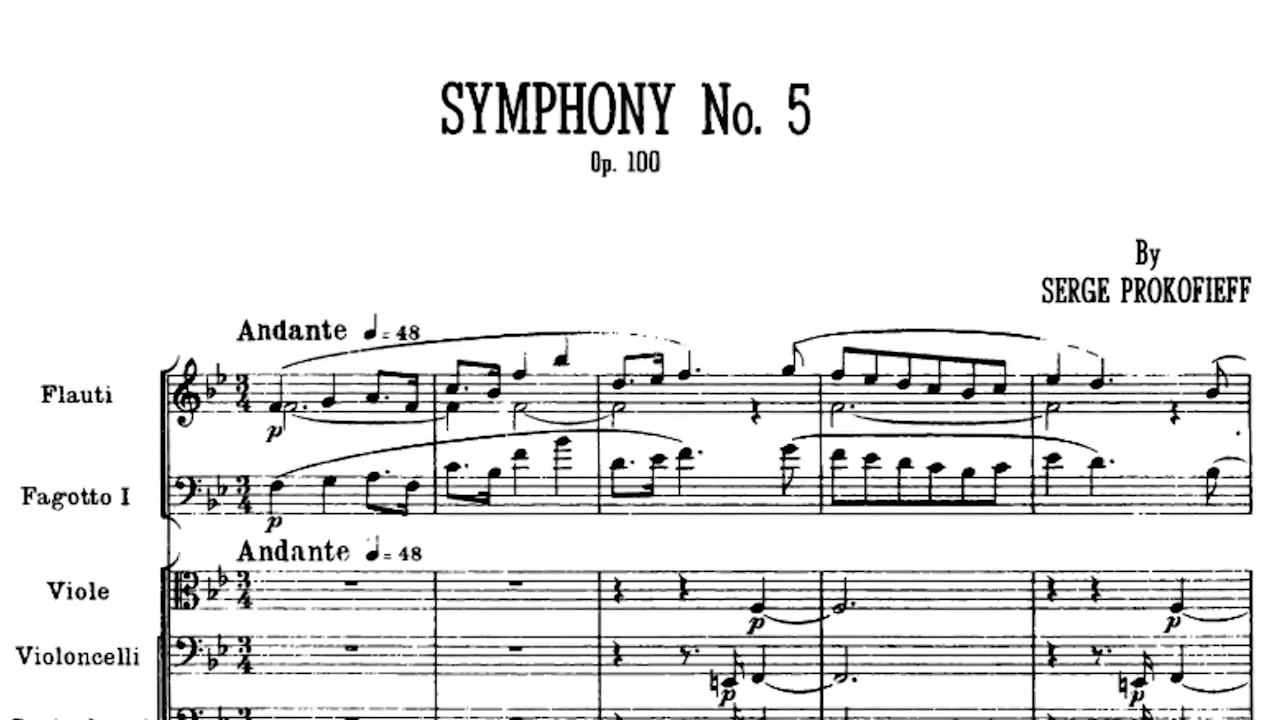 SYMPHONY No. 5
Op. 100
By
SERGE PROKOFIEFF
Andante ♩= 48
Flauti
p
Fagotto I
p
Andante ♩= 48
Viole
p p
Violoncelli
p p